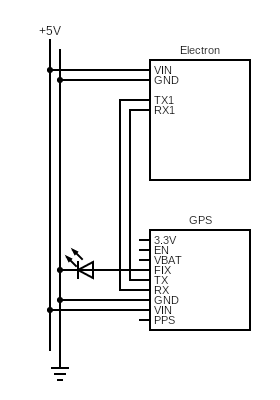 +5V
Electron
VIN
GND
TX1
RX1
GPS
3.3V
EN
VBAT
FIX
TX
RX
GND
VIN
PPS